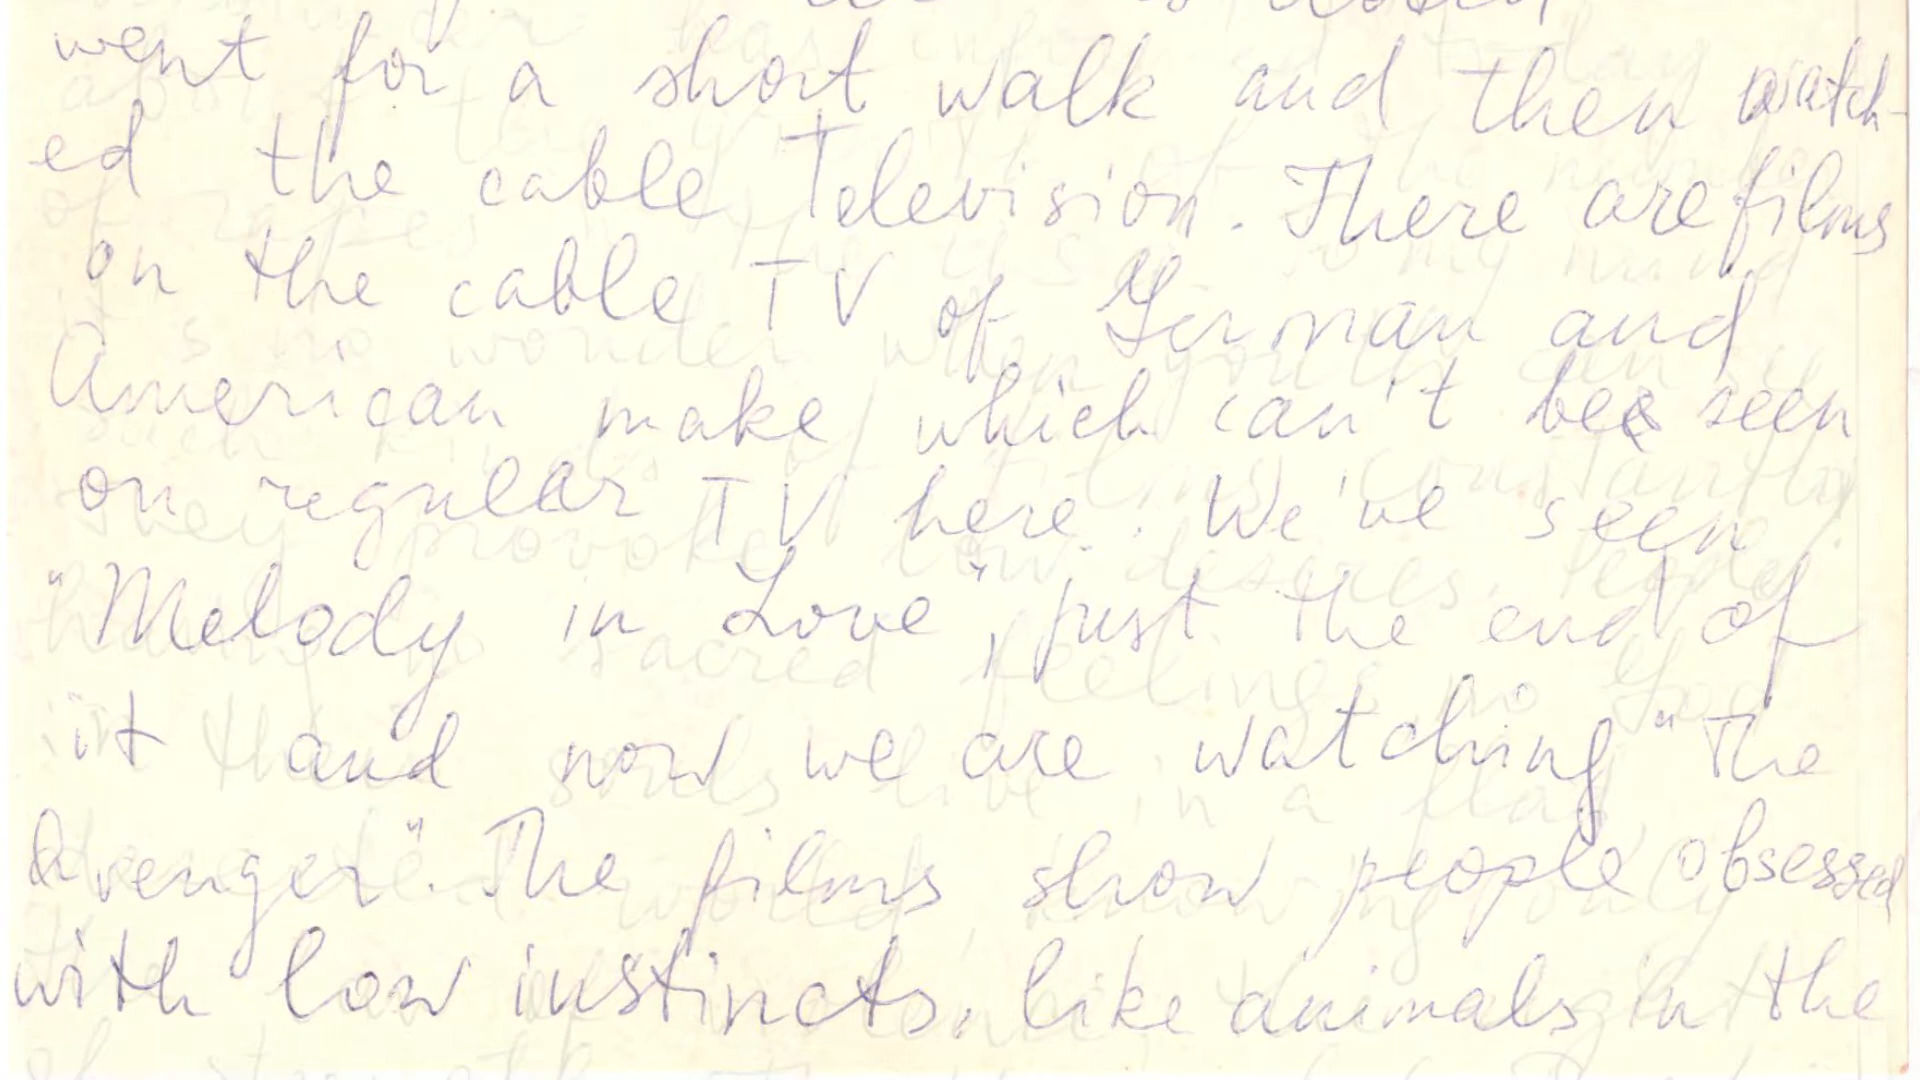 went for a short walk and then watch-
ed the cable Television. There are films
on the cable TV of German and
American make which can't be seen
on regular TV here. We've seen
"Melody in Love", just the end of
it and now we are watching "The
Avenger". The films show people obsessed
with low instincts, like animals in the